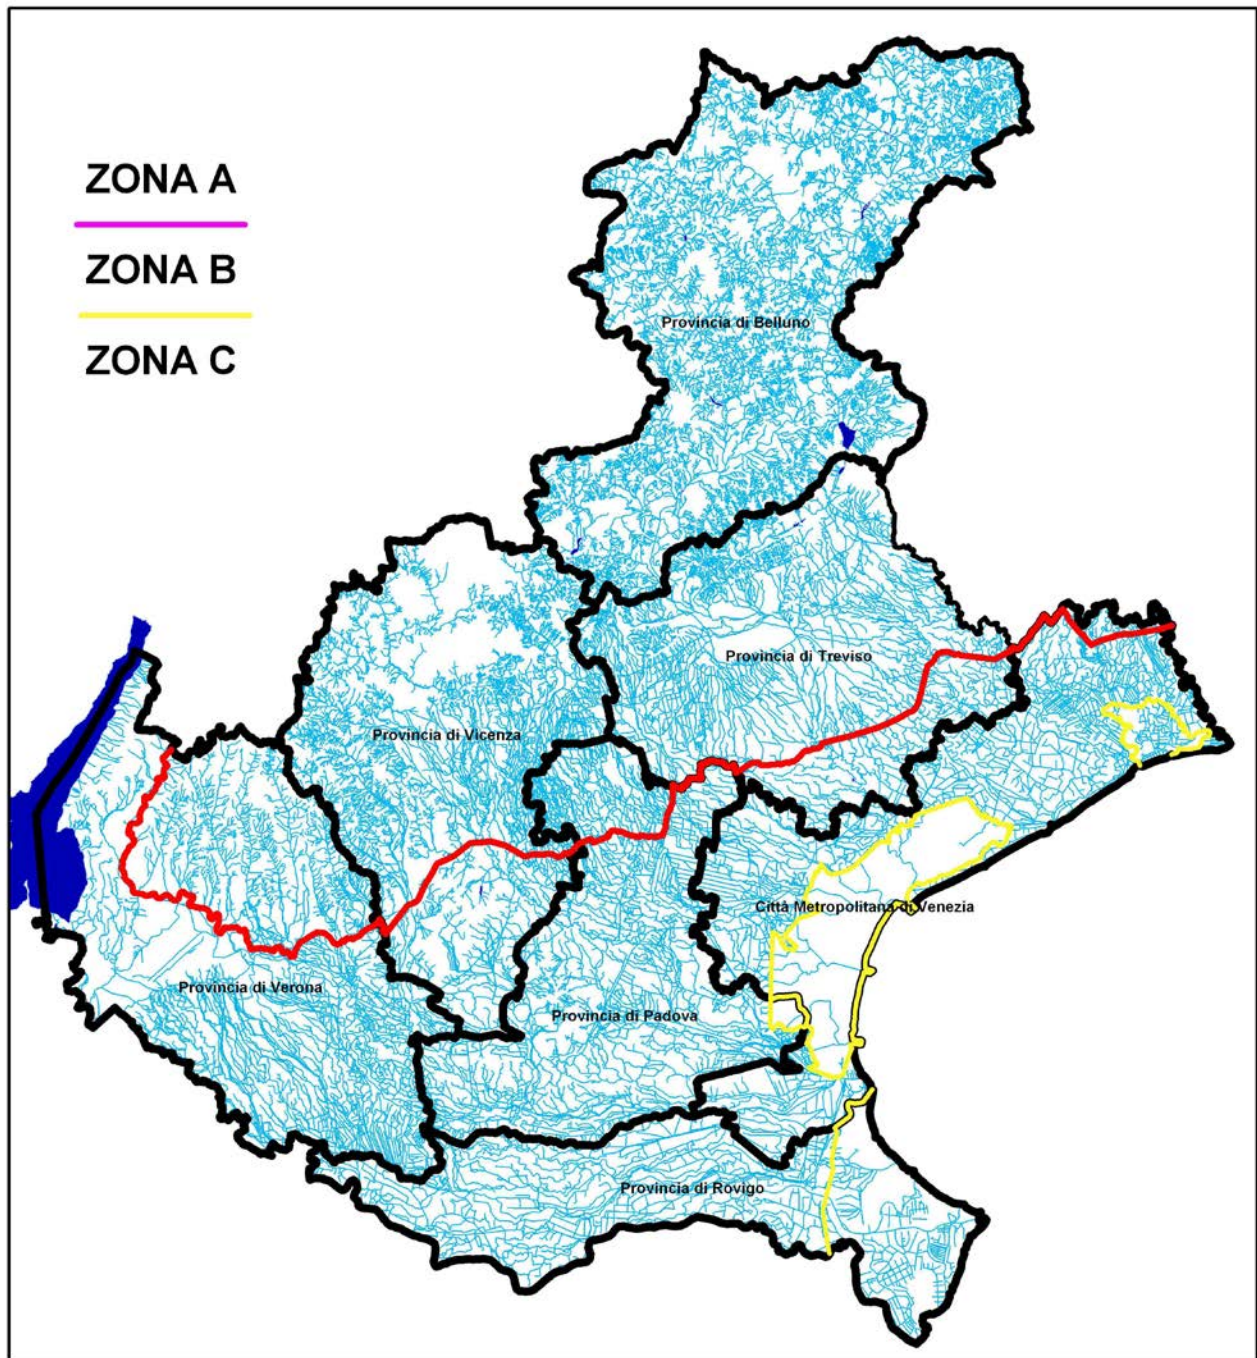 ZONA A
ZONA B
ZONA C
Provincia di Belluno
Provincia di Treviso
Provincia di Vicenza
Città Metropolitana di Venezia
Provincia di Verona
Provincia di Padova
Provincia di Rovigo